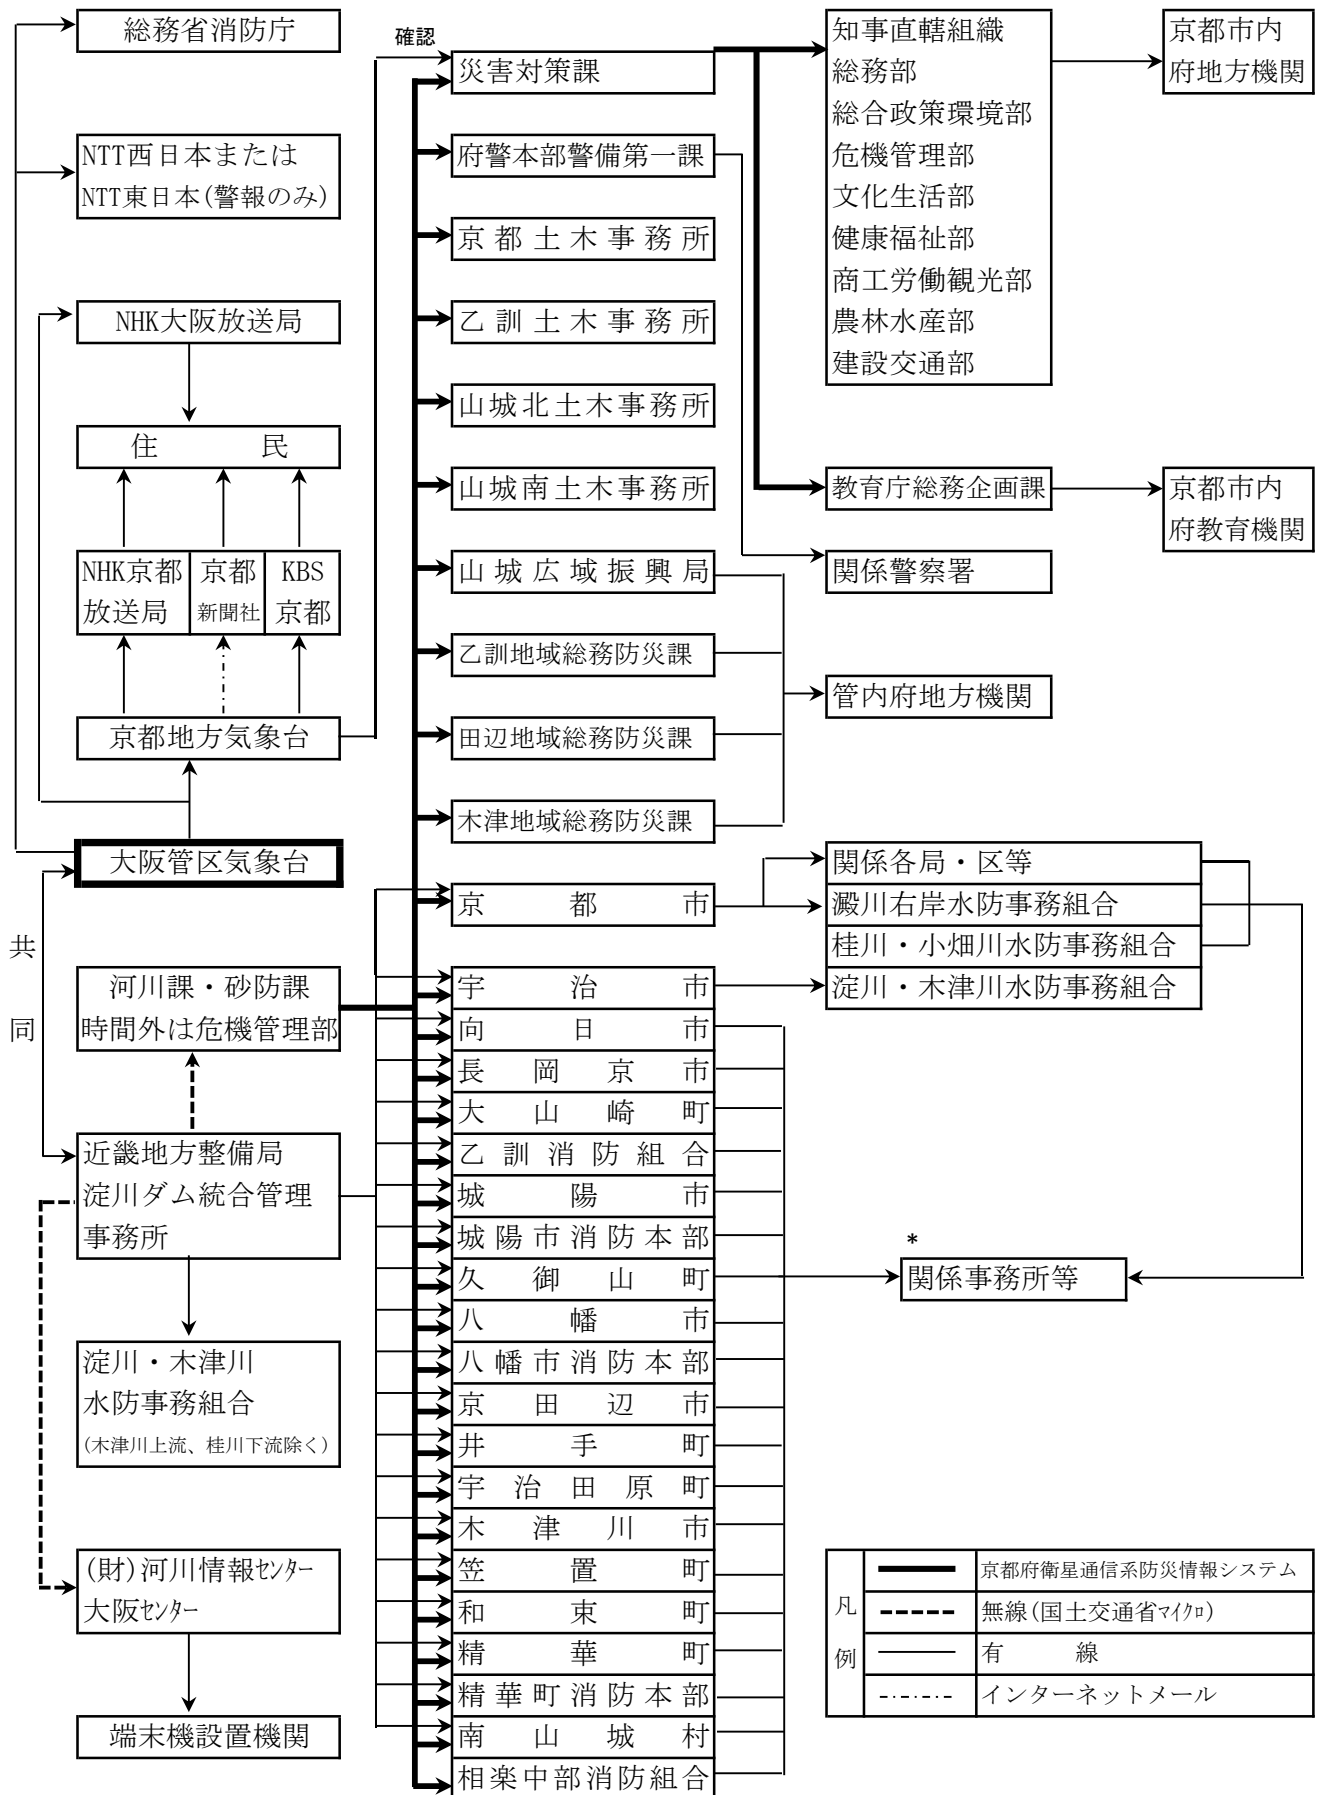 総務省消防庁
NTT西日本または
NTT東日本(警報のみ)
NHK大阪放送局
住 民
NHK京都
放送局
京都
新聞社
KBS
京都
京都地方気象台
大阪管区気象台
共
同
河川課・砂防課
時間外は危機管理部
近畿地方整備局
淀川ダム統合管理
事務所
淀川・木津川
水防事務組合
(木津川上流、桂川下流除く)
(財)河川情報センター
大阪センター
端末機設置機関
確認
災害対策課
府警本部警備第一課
京都土木事務所
乙訓土木事務所
山城北土木事務所
山城南土木事務所
山城広域振興局
乙訓地域総務防災課
田辺地域総務防災課
木津地域総務防災課
京都市
宇治市
向日市
長岡京市
大山崎町
乙訓消防組合
城陽市
城陽市消防本部
久御山町
八幡市
八幡市消防本部
京田辺市
井手町
宇治田原町
木津川市
笠置町
和束町
精華町
精華町消防本部
南山城村
相楽中部消防組合
知事直轄組織
総務部
総合政策環境部
危機管理部
文化生活部
健康福祉部
商工労働観光部
農林水産部
建設交通部
京都市内
府地方機関
教育庁総務企画課
京都市内
府教育機関
関係警察署
管内府地方機関
関係各局・区等
澱川右岸水防事務組合
桂川・小畑川水防事務組合
淀川・木津川水防事務組合
*
関係事務所等
凡
例
京都府衛星通信系防災情報システム
無線(国土交通省マイクロ)
有 線
インターネットメール